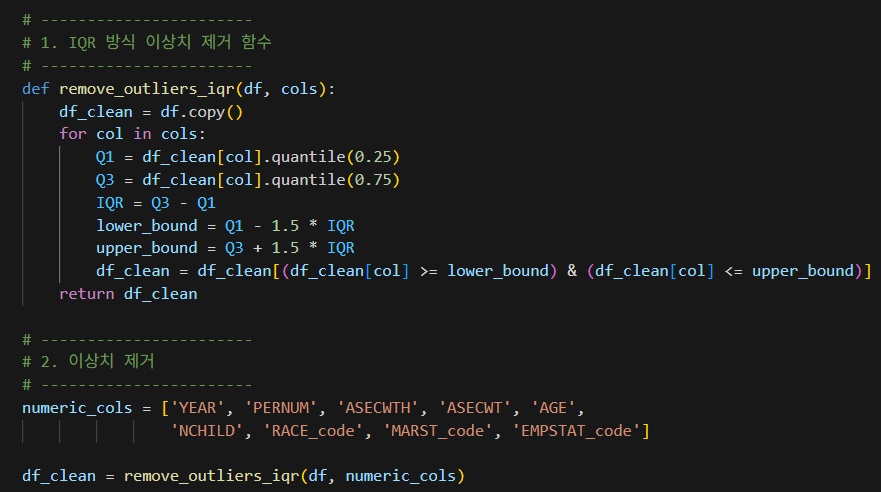 # -----------------------
# 1. IQR 방식 이상치 제거 함수
# -----------------------
def remove_outliers_iqr(df, cols):
    df_clean = df.copy()
    for col in cols:
        Q1 = df_clean[col].quantile(0.25)
        Q3 = df_clean[col].quantile(0.75)
        IQR = Q3 - Q1
        lower_bound = Q1 - 1.5 * IQR
        upper_bound = Q3 + 1.5 * IQR
        df_clean = df_clean[(df_clean[col] >= lower_bound) & (df_clean[col] <= upper_bound)]
    return df_clean

# -----------------------
# 2. 이상치 제거
# -----------------------
numeric_cols = ['YEAR', 'PERNUM', 'ASECWTH', 'ASECWT', 'AGE',
                'NCHILD', 'RACE_code', 'MARST_code', 'EMPSTAT_code']

df_clean = remove_outliers_iqr(df, numeric_cols)